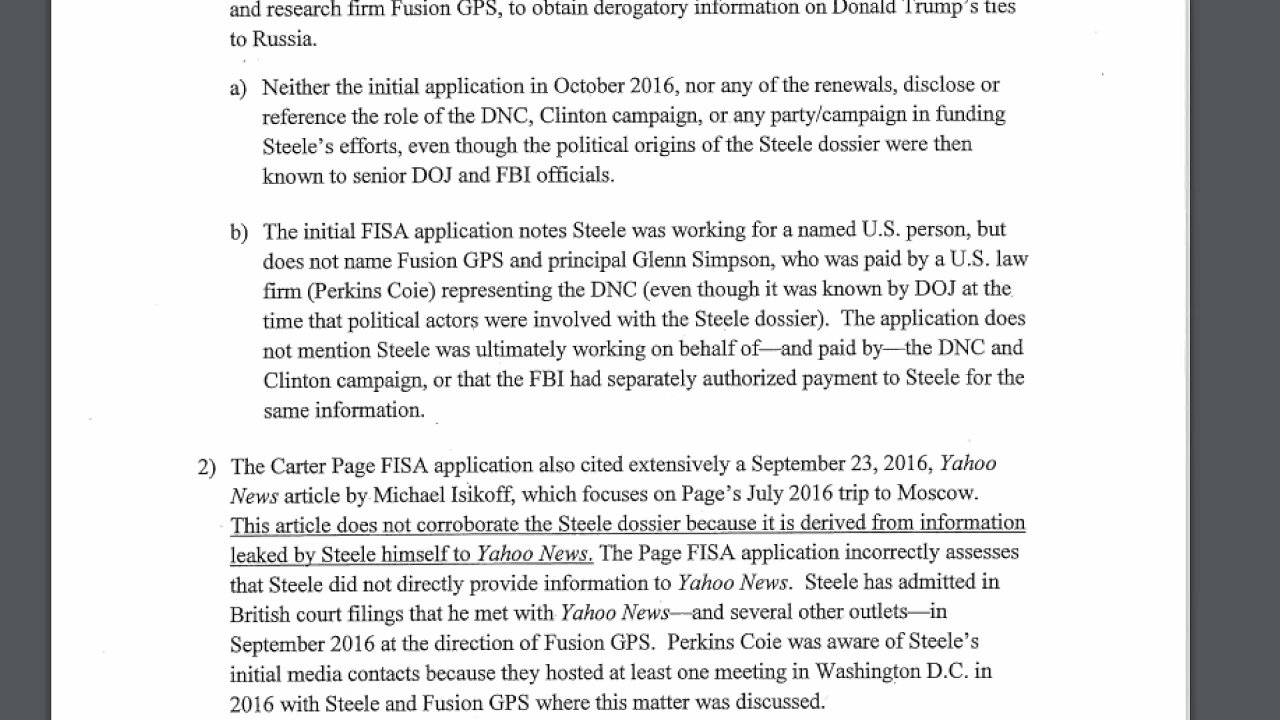 and research firm Fusion GPS, to obtain derogatory information on Donald Trump's ties
to Russia.
a) Neither the initial application in October 2016, nor any of the renewals, disclose or
reference the role of the DNC, Clinton campaign, or any party/campaign in funding
Steele's efforts, even though the political origins of the Steele dossier were then
known to senior DOJ and FBI officials.
b) The initial FISA application notes Steele was working for a named U.S. person, but
does not name Fusion GPS and principal Glenn Simpson, who was paid by a U.S. law
firm (Perkins Coie) representing the DNC (even though it was known by DOJ at the
time that political actors were involved with the Steele dossier). The application does
not mention Steele was ultimately working on behalf of—and paid by—the DNC and
Clinton campaign, or that the FBI had separately authorized payment to Steele for the
same information.
2) The Carter Page FISA application also cited extensively a September 23, 2016, Yahoo
News article by Michael Isikoff, which focuses on Page's July 2016 trip to Moscow.
This article does not corroborate the Steele dossier because it is derived from information
leaked by Steele himself to Yahoo News. The Page FISA application incorrectly assesses
that Steele did not directly provide information to Yahoo News. Steele has admitted in
British court filings that he met with Yahoo News—and several other outlets—in
September 2016 at the direction of Fusion GPS. Perkins Coie was aware of Steele's
initial media contacts because they hosted at least one meeting in Washington D.C. in
2016 with Steele and Fusion GPS where this matter was discussed.